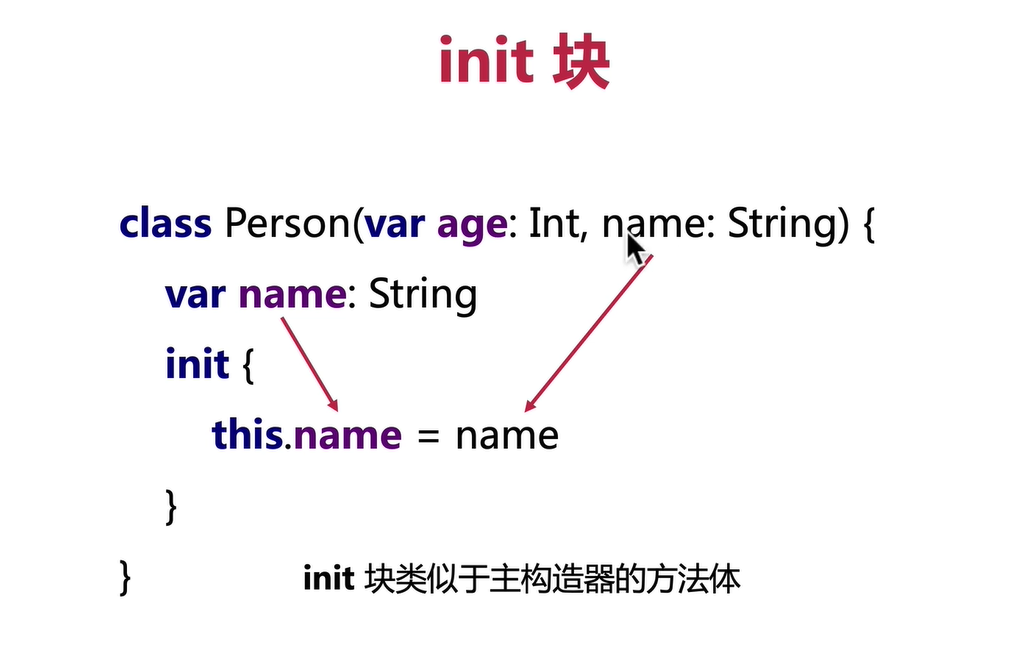 init 块
class Person(var age: Int, name: String) {
var name: String
init {
this.name = name
}
}
init 块类似于主构造器的方法体